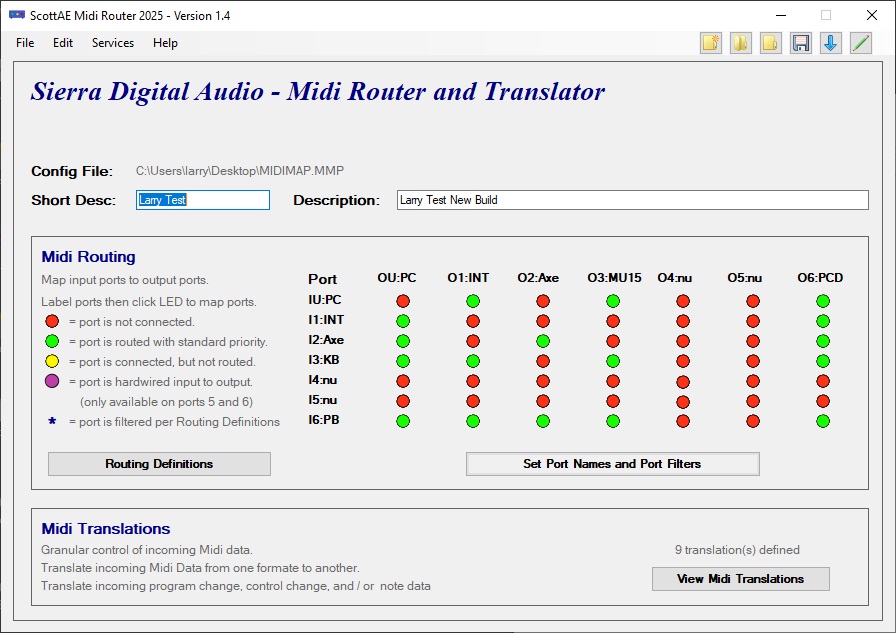 ScottAE Midi Router 2025 - Version 1.4
File Edit Services Help
Sierra Digital Audio - Midi Router and Translator
Config File: C:\Users\larry\Desktop\MIDIMAP.MMP
Short Desc: Larry Test Description: Larry Test New Build
Midi Routing
Map input ports to output ports.
Label ports then click LED to map ports.
= port is not connected.
= port is routed with standard priority.
= port is connected, but not routed.
= port is hardwired input to output.
(only available on ports 5 and 6)
* = port is filtered per Routing Definitions
Port OU:PC O1:INT O2:Axe O3:MU15 O4:nu O5:nu O6:PCD
IU:PC
I1:INT
I2:Axe
I3:KB
I4:nu
I5:nu
I6:PB
Routing Definitions Set Port Names and Port Filters
Midi Translations
Granular control of incoming Midi data.
Translate incoming Midi Data from one formate to another.
Translate incoming program change, control change, and / or note data
9 translation(s) defined
View Midi Translations